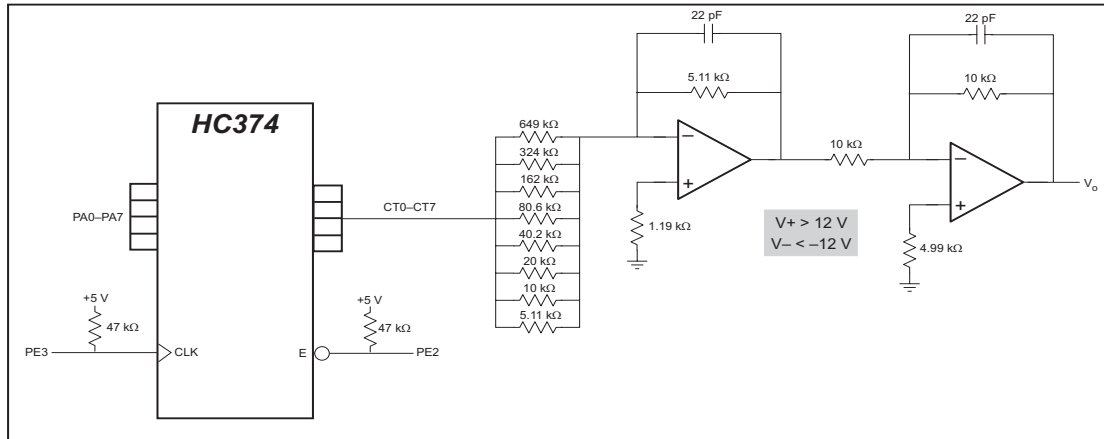 22 pF
22 pF
5.11 kΩ
10 kΩ
HC374
649 kΩ
324 kΩ
162 kΩ
80.6 kΩ
40.2 kΩ
20 kΩ
10 kΩ
5.11 kΩ
−
+
1.19 kΩ
10 kΩ
−
+
4.99 kΩ
Vo
V+ > 12 V
V– < –12 V
PA0–PA7
CT0–CT7
+5 V
47 kΩ
PE3
CLK
E
+5 V
47 kΩ
PE2